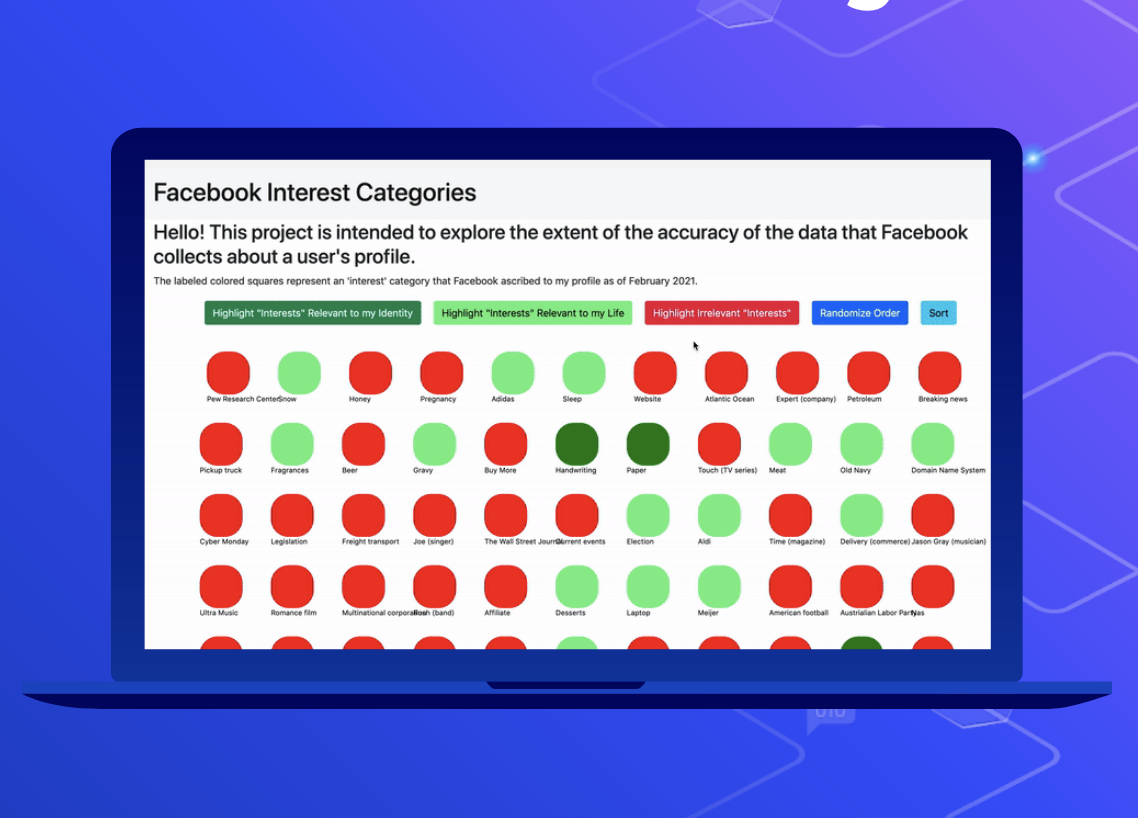 Facebook Interest Categories
Hello! This project is intended to explore the extent of the accuracy of the data that Facebook
collects about a user's profile.
The labeled colored squares represent an 'interest' category that Facebook ascribed to my profile as of February 2021.
Highlight "Interests" Relevant to my Identity Highlight "Interests" Relevant to my Life Highlight Irrelevant "Interests" Randomize Order Sort
Pew Research Center Snow Honey Pregnancy Adidas Sleep Website Atlantic Ocean Expert (company) Petroleum Breaking news
Pickup truck Fragrances Beer Gravy Buy More Handwriting Paper Touch (TV series) Meat Old Navy Domain Name System
Cyber Monday Legislation Freight transport Joe (singer) The Wall Street Journal Current events Election Aldi Time (magazine) Delivery (commerce) Jason Gray (musician)
Ultra Music Romance film Multinational corporation (band) Affiliate Desserts Laptop Meijer American football Australian Labor Party Nas
010